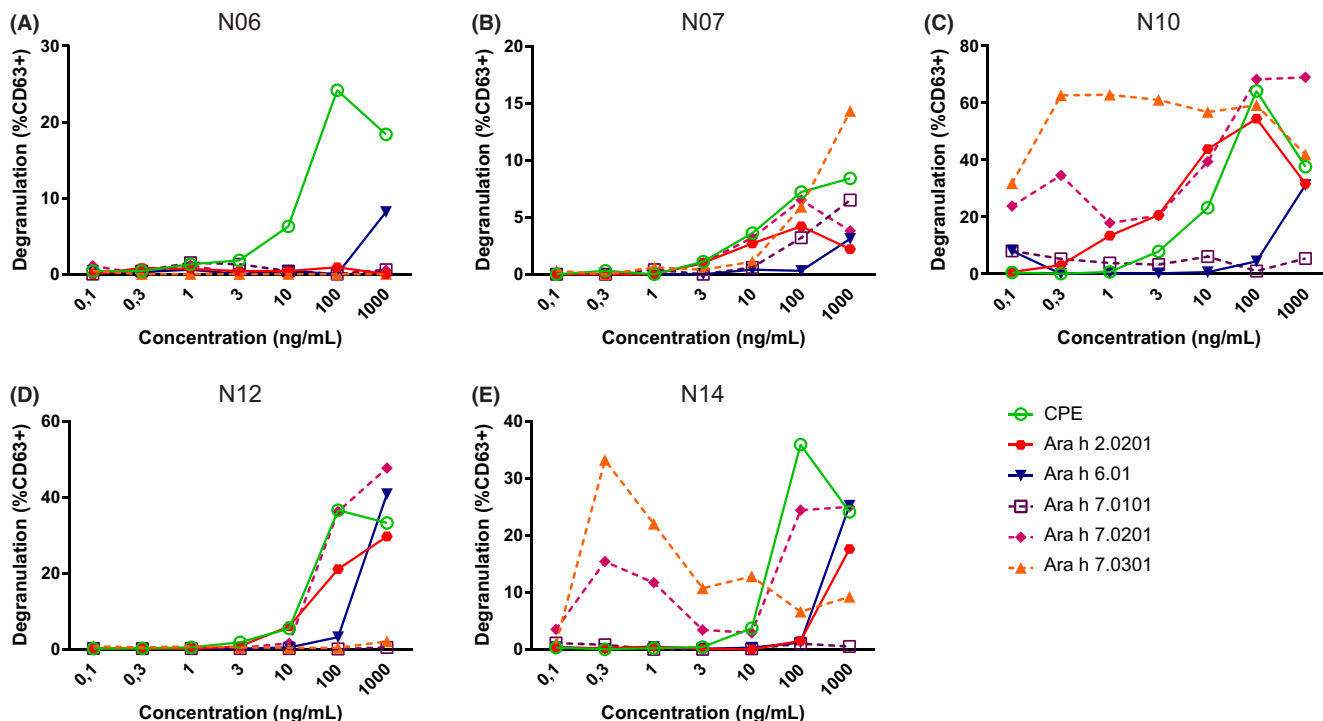 (A) N06
Degranulation (%CD63+)
30
20
10
0
0,1 0,3 1 3 10 100 1000
Concentration (ng/mL)
(B) N07
Degranulation (%CD63+)
20
15
10
5
0
0,1 0,3 1 3 10 100 1000
Concentration (ng/mL)
(C) N10
Degranulation (%CD63+)
80
60
40
20
0
0,1 0,3 1 3 10 100 1000
Concentration (ng/mL)
(D) N12
Degranulation (%CD63+)
60
40
20
0
0,1 0,3 1 3 10 100 1000
Concentration (ng/mL)
(E) N14
Degranulation (%CD63+)
40
30
20
10
0
0,1 0,3 1 3 10 100 1000
Concentration (ng/mL)
CPE
Ara h 2.0201
Ara h 6.01
Ara h 7.0101
Ara h 7.0201
Ara h 7.0301